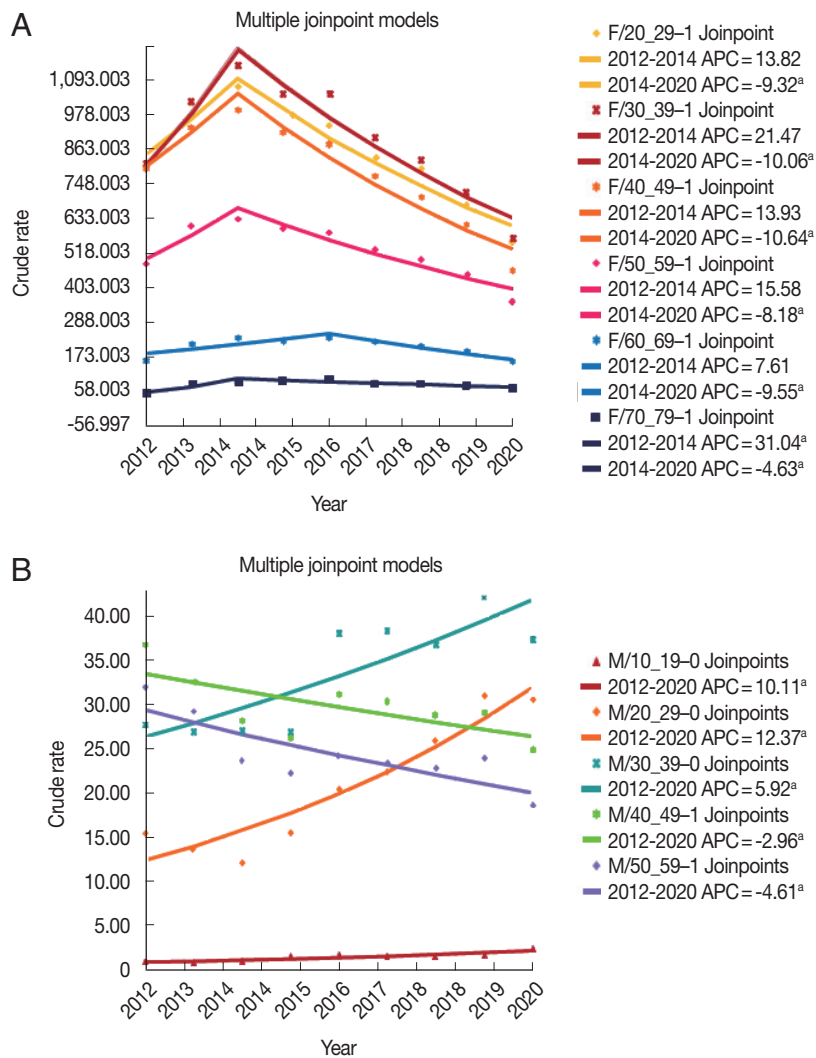 A
Multiple joinpoint models
Crude rate
1,093.003
978.003
863.003
748.003
633.003
518.003
403.003
288.003
173.003
58.003
-56.997
2012
2013
2014
2014
2015
2016
2017
2018
2018
2019
2020
Year
F/20_29–1 Joinpoint
2012-2014 APC = 13.82
2014-2020 APC = -9.32ᵃ
F/30_39–1 Joinpoint
2012-2014 APC = 21.47
2014-2020 APC = -10.06ᵃ
F/40_49–1 Joinpoint
2012-2014 APC = 13.93
2014-2020 APC = -10.64ᵃ
F/50_59–1 Joinpoint
2012-2014 APC = 15.58
2014-2020 APC = -8.18ᵃ
F/60_69–1 Joinpoint
2012-2014 APC = 7.61
2014-2020 APC = -9.55ᵃ
F/70_79–1 Joinpoint
2012-2014 APC = 31.04ᵃ
2014-2020 APC = -4.63ᵃ
B
Multiple joinpoint models
Crude rate
40.00
35.00
30.00
25.00
20.00
15.00
10.00
5.00
0
2012
2013
2014
2014
2015
2016
2017
2018
2018
2019
2020
Year
M/10_19–0 Joinpoints
2012-2020 APC = 10.11ᵃ
M/20_29–0 Joinpoints
2012-2020 APC = 12.37ᵃ
M/30_39–0 Joinpoints
2012-2020 APC = 5.92ᵃ
M/40_49–1 Joinpoints
2012-2020 APC = -2.96ᵃ
M/50_59–1 Joinpoints
2012-2020 APC = -4.61ᵃ